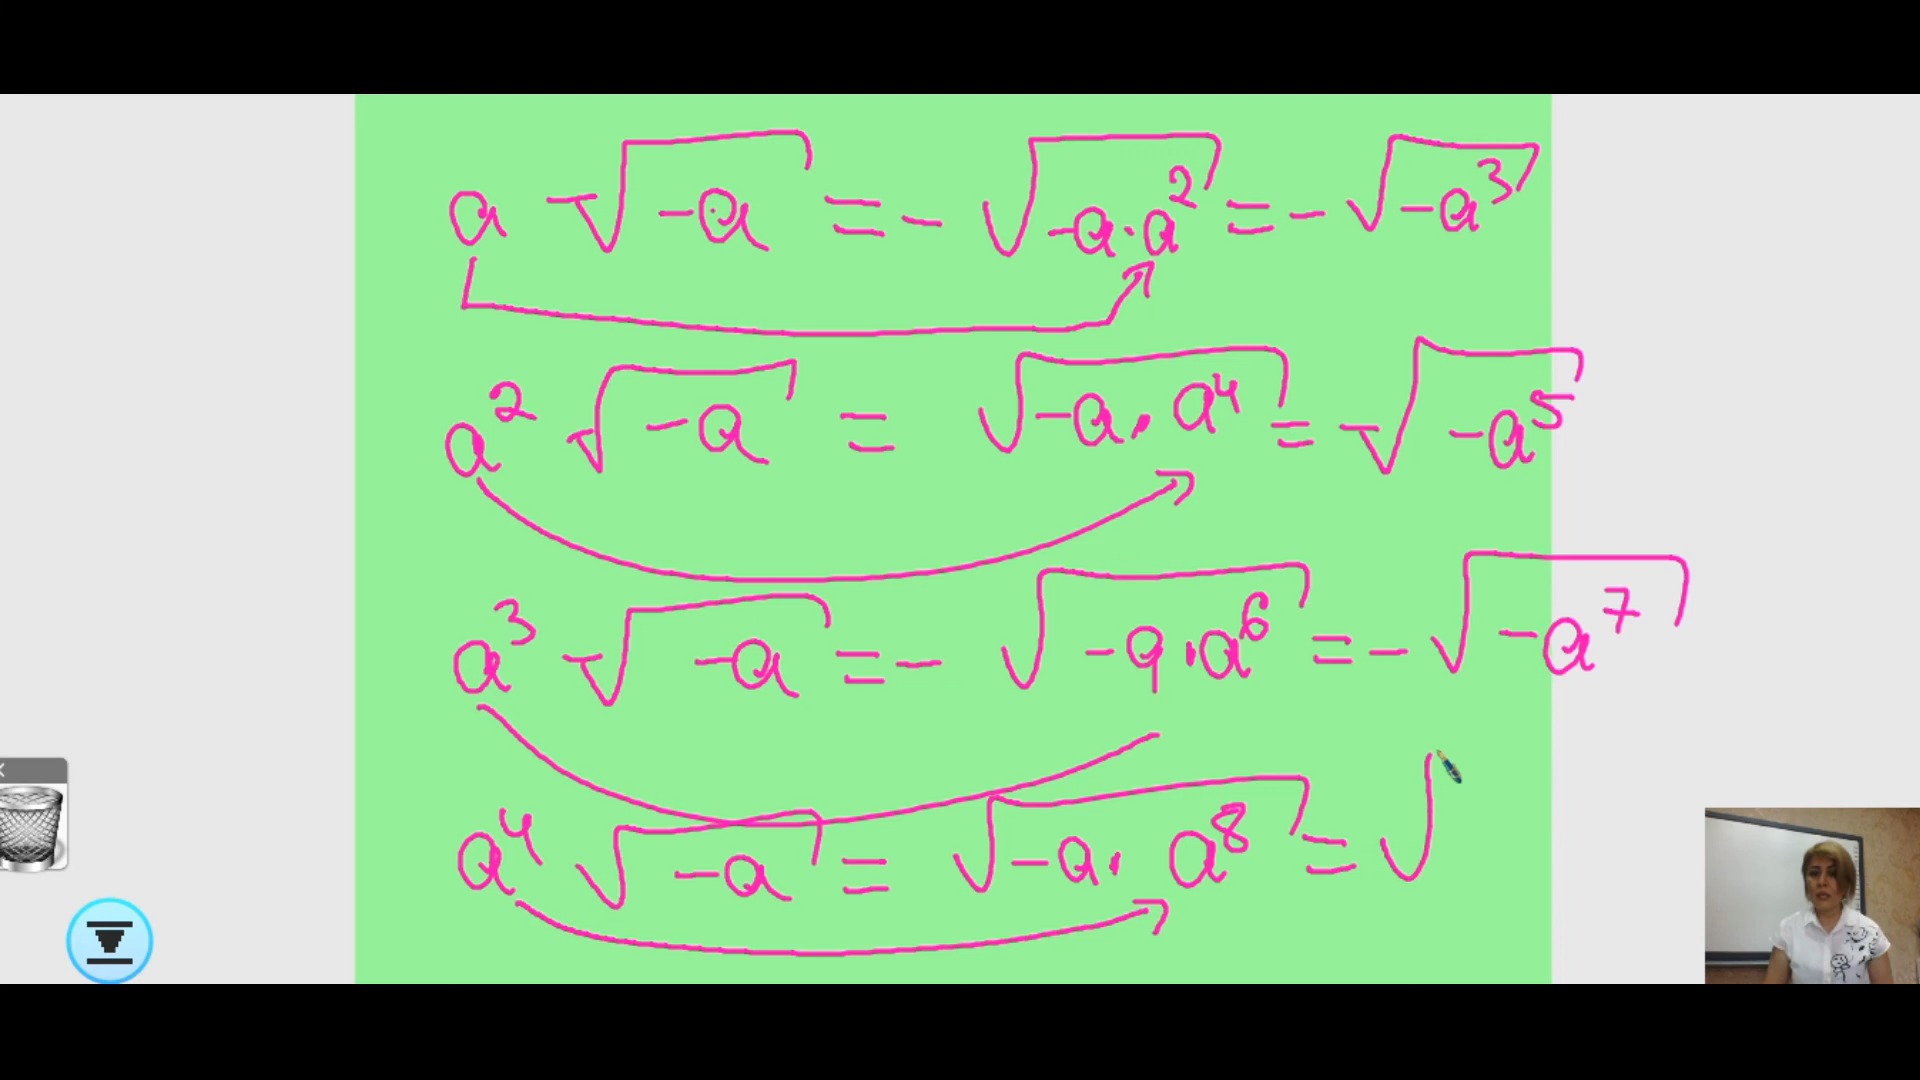 a √-a = - √-a·a² = - √-a³
a² √-a = √-a·a⁴ = √-a⁵
a³ √-a = - √-a·a⁶ = - √-a⁷
a⁴ √-a = √-a·a⁸ = √